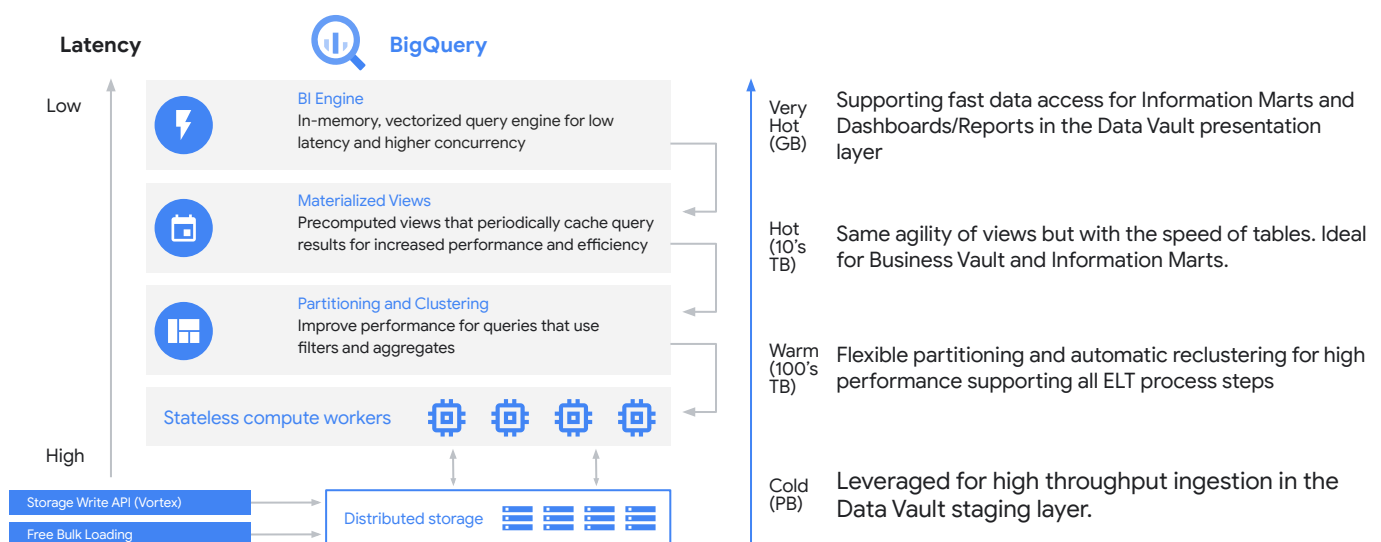 Latency
BigQuery
Low
BI Engine
In-memory, vectorized query engine for low
latency and higher concurrency
Very
Hot
(GB)
Supporting fast data access for Information Marts and
Dashboards/Reports in the Data Vault presentation
layer
Materialized Views
Precomputed views that periodically cache query
results for increased performance and efficiency
Hot
(10's
TB)
Same agility of views but with the speed of tables. Ideal
for Business Vault and Information Marts.
Partitioning and Clustering
Improve performance for queries that use
filters and aggregates
Warm
(100's
TB)
Flexible partitioning and automatic reclustering for high
performance supporting all ELT process steps
Stateless compute workers
High
Cold
(PB)
Leveraged for high throughput ingestion in the
Data Vault staging layer.
Storage Write API (Vortex)
Distributed storage
Free Bulk Loading